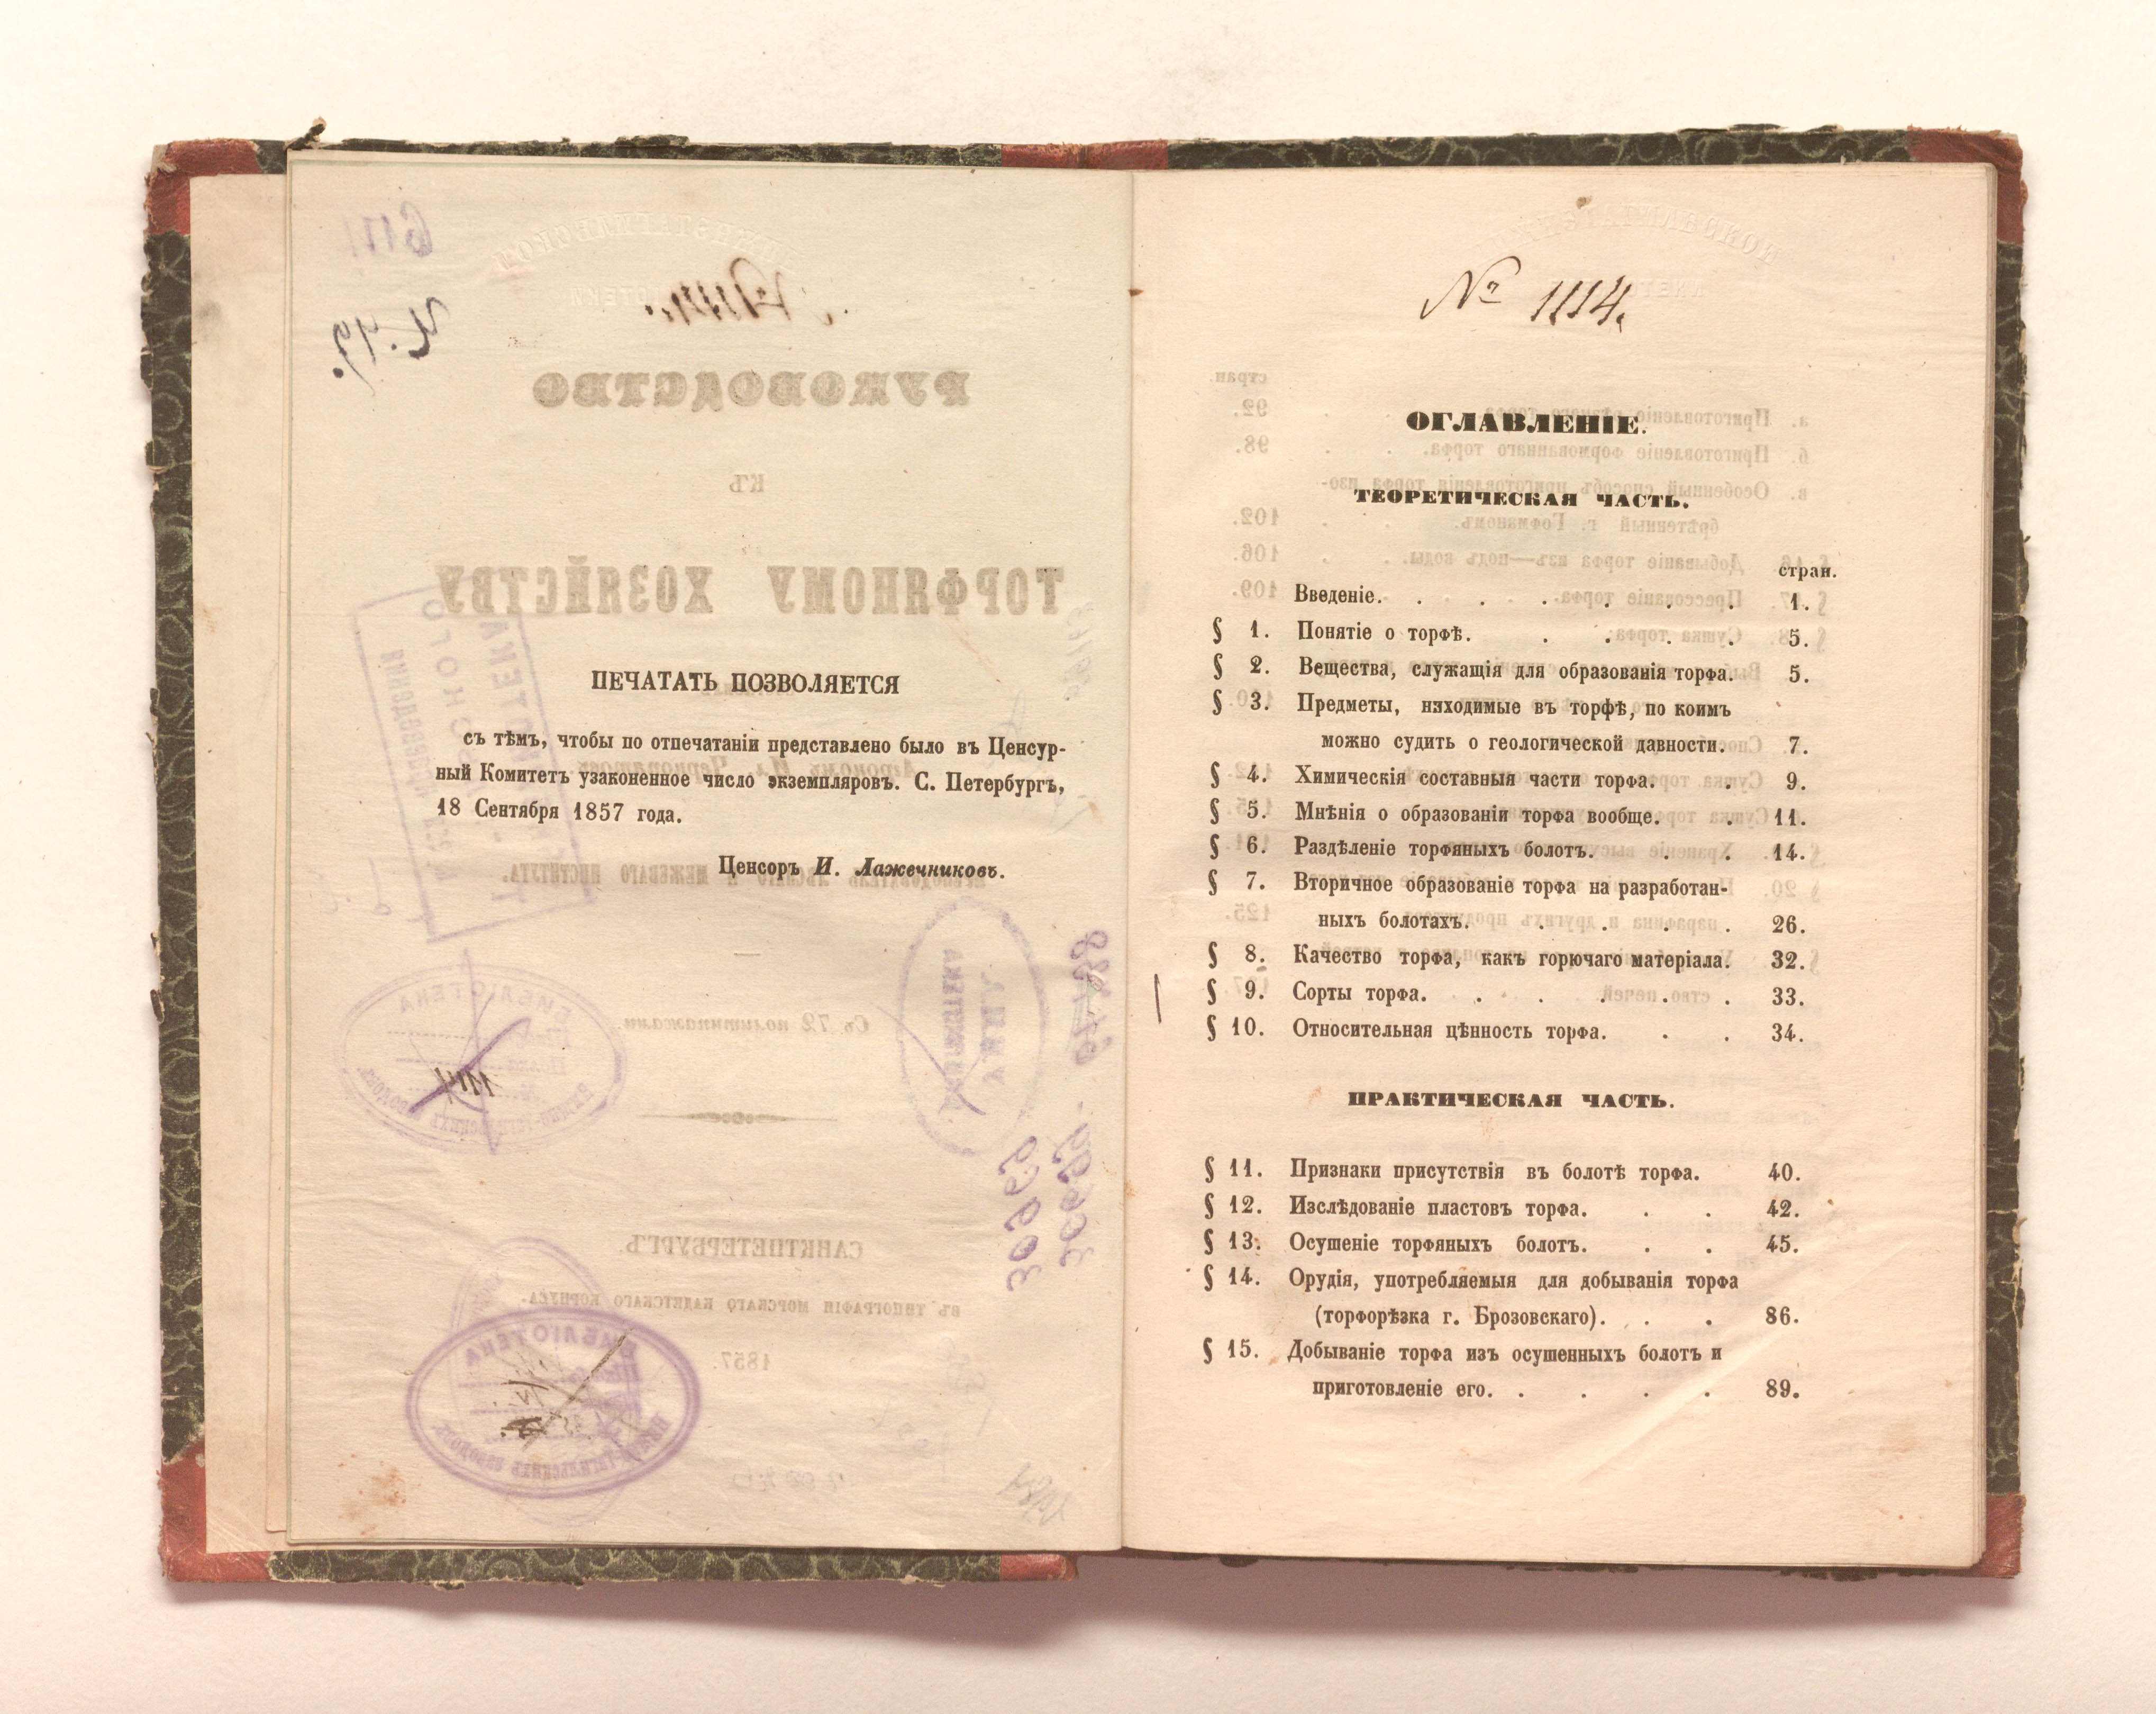 ПЕЧАТАТЬ ПОЗВОЛЯЕТСЯ
съ тѣмъ, чтобы по отпечатаніи представлено было въ Ценсур-
ный Комитетъ узаконенное число экземпляровъ. С. Петербургъ,
18 Сентября 1857 года.
Ценсоръ И. Лажечниковъ.
№ 1114.
ОГЛАВЛЕНІЕ.
ТЕОРЕТИЧЕСКАЯ ЧАСТЬ.
стран.
Введеніе. . . . . . . 1.
§ 1. Понятіе о торфѣ. . . . . 5.
§ 2. Вещества, служащія для образованія торфа. 5.
§ 3. Предметы, находимые въ торфѣ, по коимъ
можно судить о геологической давности. 7.
§ 4. Химическія составныя части торфа. . 9.
§ 5. Мнѣнія о образованіи торфа вообще. . 11.
§ 6. Раздѣленіе торфяныхъ болотъ. . . 14.
§ 7. Вторичное образованіе торфа на разработан-
ныхъ болотахъ. . . . . 26.
§ 8. Качество торфа, какъ горючаго матеріала. 32.
§ 9. Сорты торфа. . . . . . 33.
§ 10. Относительная цѣнность торфа. . . 34.
ПРАКТИЧЕСКАЯ ЧАСТЬ.
§ 11. Признаки присутствія въ болотѣ торфа. 40.
§ 12. Изслѣдованіе пластовъ торфа. . . 42.
§ 13. Осушеніе торфяныхъ болотъ. . . 45.
§ 14. Орудія, употребляемыя для добыванія торфа
(торфорѣзка г. Брозовскаго). . . 86.
§ 15. Добываніе торфа изъ осушенныхъ болотъ и
приготовленіе его. . . . . 89.